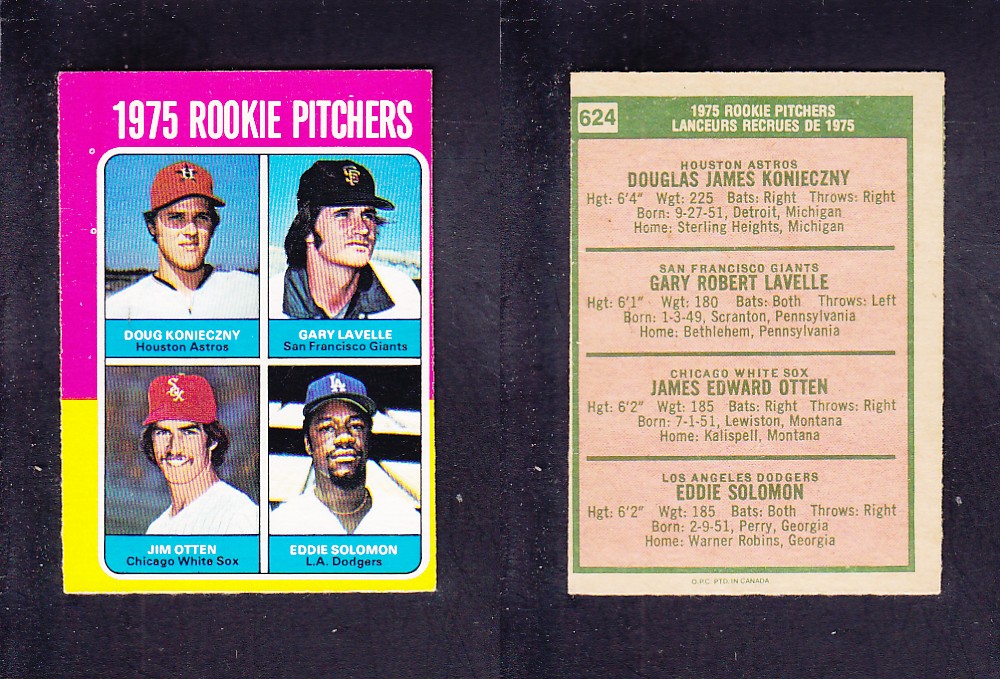 1975 ROOKIE PITCHERS
H
SF
DOUG KONIECZNY
Houston Astros
GARY LAVELLE
San Francisco Giants
SOX
LA
JIM OTTEN
Chicago White Sox
EDDIE SOLOMON
L.A. Dodgers
624
1975 ROOKIE PITCHERS
LANCEURS RECRUES DE 1975
HOUSTON ASTROS
DOUGLAS JAMES KONIECZNY
Hgt: 6'4" Wgt: 225 Bats: Right Throws: Right
Born: 9-27-51, Detroit, Michigan
Home: Sterling Heights, Michigan
SAN FRANCISCO GIANTS
GARY ROBERT LAVELLE
Hgt: 6'1" Wgt: 180 Bats: Both Throws: Left
Born: 1-3-49, Scranton, Pennsylvania
Home: Bethlehem, Pennsylvania
CHICAGO WHITE SOX
JAMES EDWARD OTTEN
Hgt: 6'2" Wgt: 185 Bats: Right Throws: Right
Born: 7-1-51, Lewiston, Montana
Home: Kalispell, Montana
LOS ANGELES DODGERS
EDDIE SOLOMON
Hgt: 6'2" Wgt: 185 Bats: Both Throws: Right
Born: 2-9-51, Perry, Georgia
Home: Warner Robins, Georgia
O.P.C. PTD. IN CANADA